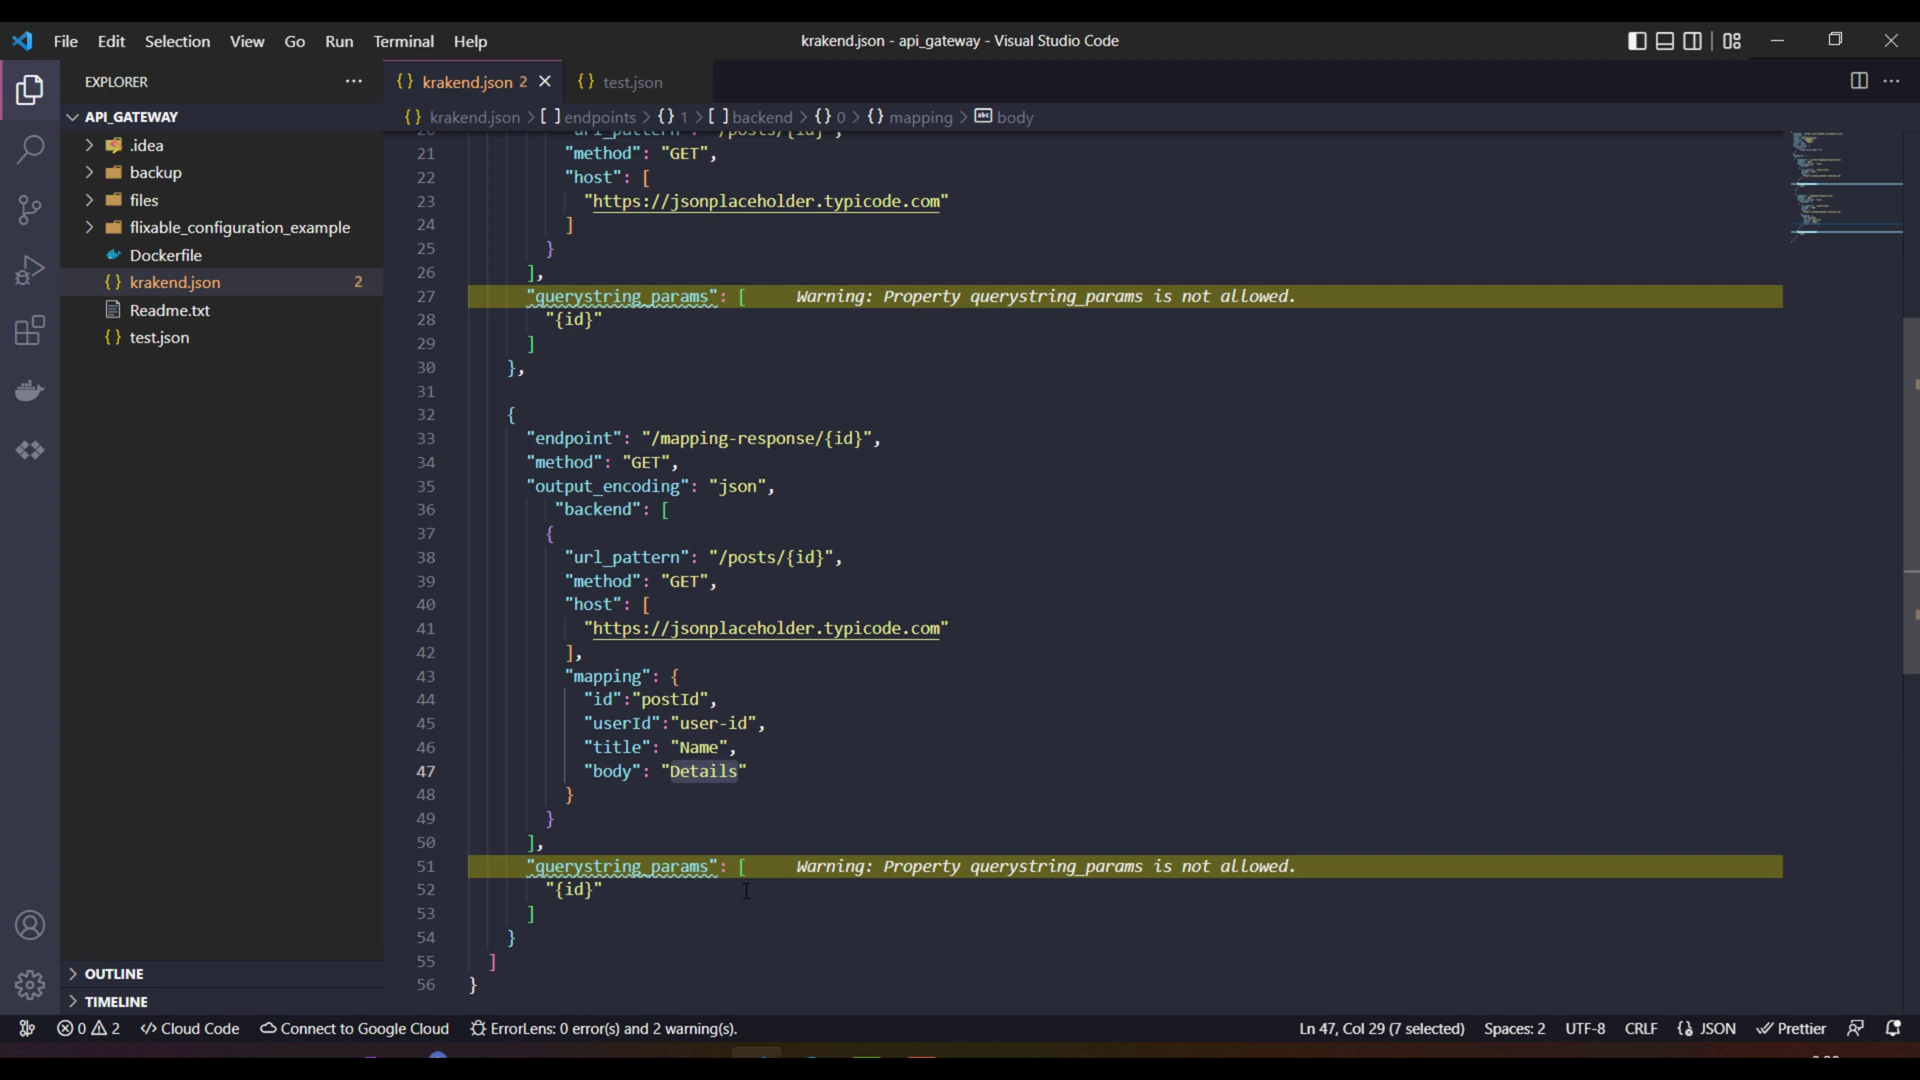 File Edit Selection View Go Run Terminal Help
krakend.json - api_gateway - Visual Studio Code
EXPLORER
API_GATEWAY
.idea
backup
files
flixable_configuration_example
Dockerfile
krakend.json 2
Readme.txt
test.json
OUTLINE
TIMELINE
krakend.json 2
test.json
krakend.json > [ ] endpoints > {} 1 > [ ] backend > {} 0 > {} mapping > abc body
20 "url_pattern": "/posts/{id}",
21 "method": "GET",
22 "host": [
23 "https://jsonplaceholder.typicode.com"
24 ]
25 }
26 ],
27 "querystring_params": [ Warning: Property querystring_params is not allowed.
28 "{id}"
29 ]
30 },
31
32 {
33 "endpoint": "/mapping-response/{id}",
34 "method": "GET",
35 "output_encoding": "json",
36 "backend": [
37 {
38 "url_pattern": "/posts/{id}",
39 "method": "GET",
40 "host": [
41 "https://jsonplaceholder.typicode.com"
42 ],
43 "mapping": {
44 "id":"postId",
45 "userId":"user-id",
46 "title": "Name",
47 "body": "Details"
48 }
49 }
50 ],
51 "querystring_params": [ Warning: Property querystring_params is not allowed.
52 "{id}"
53 ]
54 }
55 ]
56 }
0 2 Cloud Code Connect to Google Cloud ErrorLens: 0 error(s) and 2 warning(s).
Ln 47, Col 29 (7 selected) Spaces: 2 UTF-8 CRLF JSON Prettier